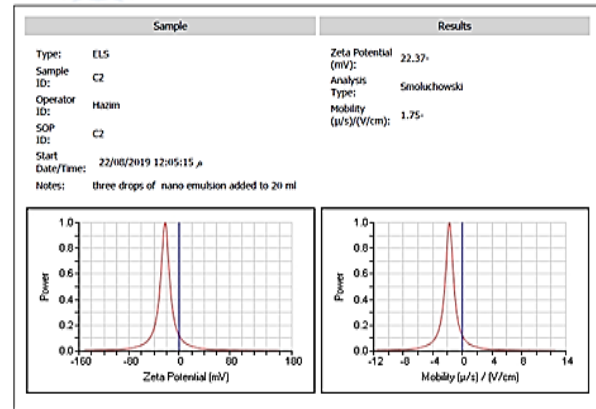 Sample
Results
Type: ELS
Sample ID: C2
Operator ID: Hazim
SOP ID: C2
Start Date/Time: 22/08/2019 12:05:15 م
Notes: three drops of nano emulsion added to 20 ml
Zeta Potential (mV): 22.37-
Analysis Type: Smoluchowski
Mobility (µ/s)/(V/cm): 1.75-
1.0
0.8
0.6
0.4
0.2
0.0
Power
-160 -80 0 80 180
Zeta Potential (mV)
1.0
0.8
0.6
0.4
0.2
0.0
Power
-12 -8 -4 0 4 8 14
Mobility (µ/s) / (V/cm)